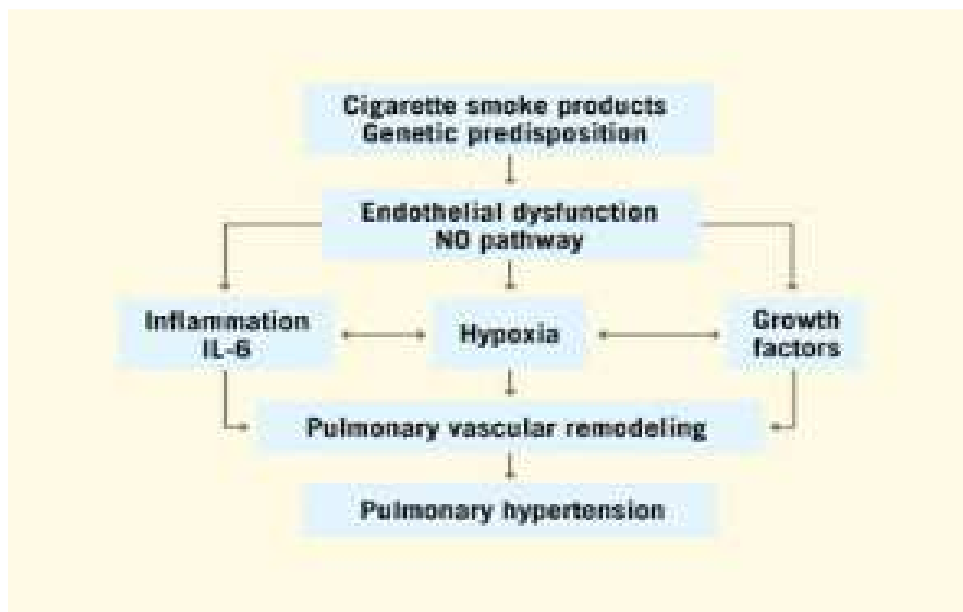 Cigarette smoke products
Genetic predisposition
Endothelial dysfunction
NO pathway
Inflammation
IL-6
Hypoxia
Growth
factors
Pulmonary vascular remodeling
Pulmonary hypertension